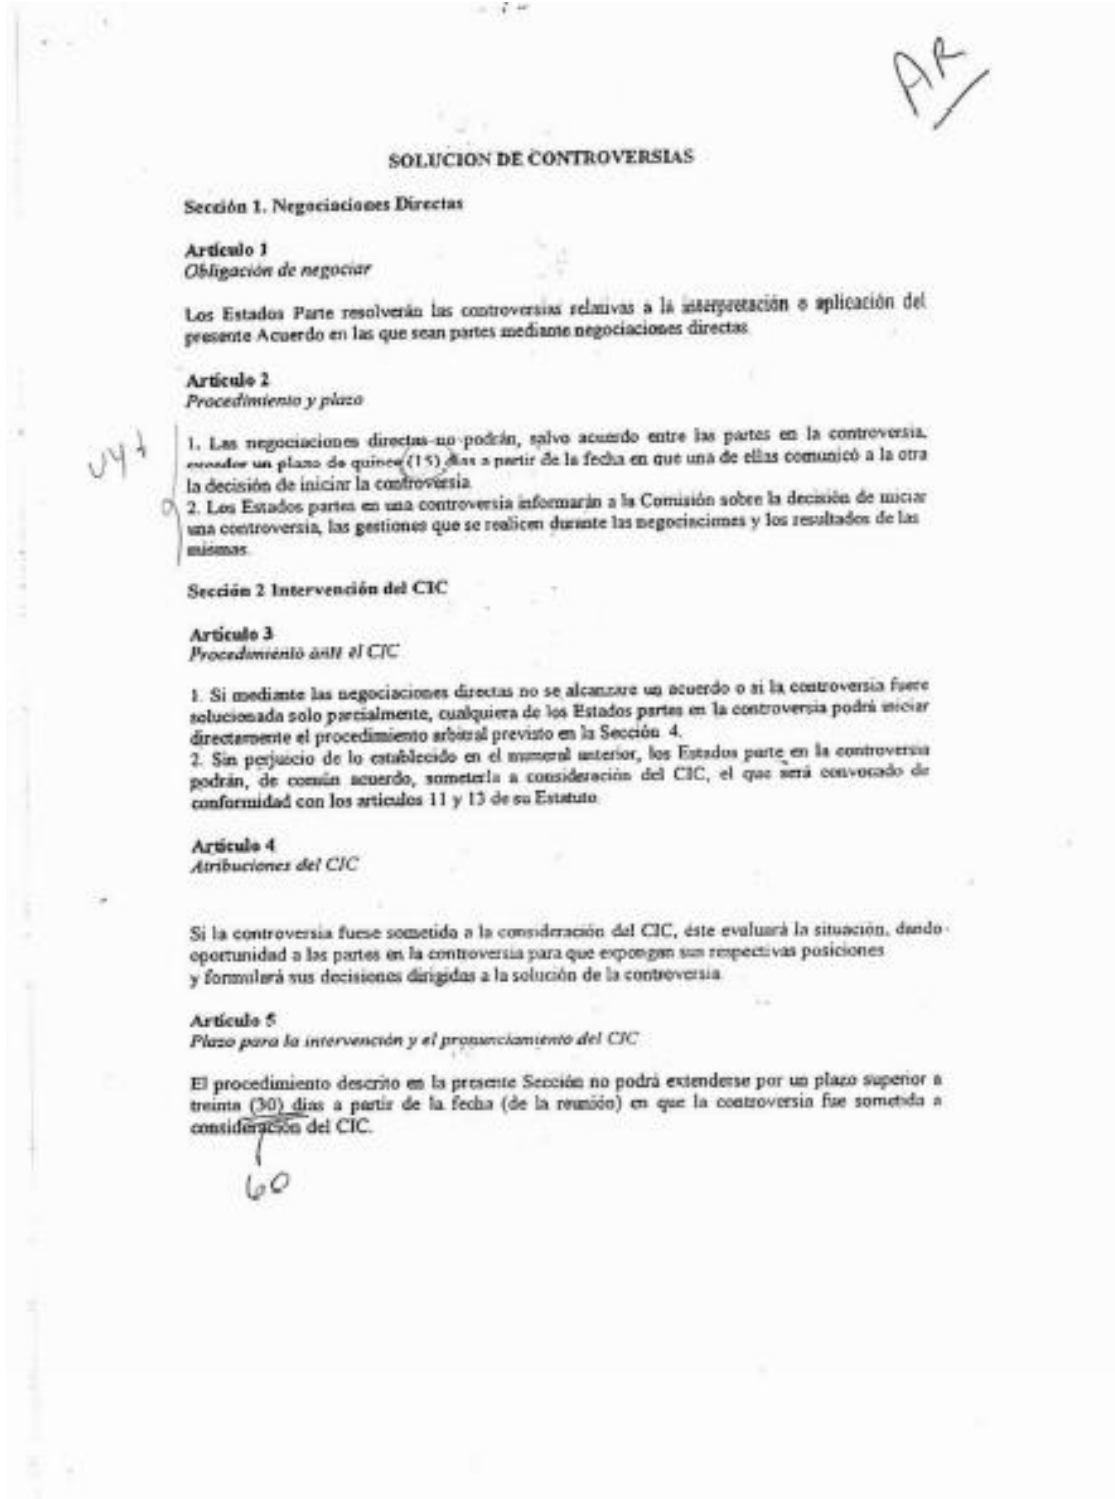 AR
SOLUCION DE CONTROVERSIAS
Sección 1. Negociaciones Directas
Artículo 1
Obligación de negociar
Los Estados Parte resolverán las controversias relativas a la interpretación o aplicación del
presente Acuerdo en las que sean partes mediante negociaciones directas.
Artículo 2
Procedimiento y plazo
1. Las negociaciones directas no podrán, salvo acuerdo entre las partes en la controversia,
exceder un plazo de quince (15) días a partir de la fecha en que una de ellas comunicó a la otra
la decisión de iniciar la controversia.
2. Los Estados partes en una controversia informarán a la Comisión sobre la decisión de iniciar
una controversia, las gestiones que se realicen durante las negociaciones y los resultados de las
mismas.
Sección 2 Intervención del CIC
Artículo 3
Procedimiento ante el CIC
1. Si mediante las negociaciones directas no se alcanzare un acuerdo o si la controversia fuere
solucionada solo parcialmente, cualquiera de los Estados partes en la controversia podrá iniciar
directamente el procedimiento arbitral previsto en la Sección 4.
2. Sin perjuicio de lo establecido en el numeral anterior, los Estados parte en la controversia
podrán, de común acuerdo, someterla a consideración del CIC, el que será convocado de
conformidad con los artículos 11 y 13 de su Estatuto.
Artículo 4
Atribuciones del CIC
Si la controversia fuese sometida a la consideración del CIC, éste evaluará la situación, dando
oportunidad a las partes en la controversia para que expongan sus respectivas posiciones
y formulará sus decisiones dirigidas a la solución de la controversia.
Artículo 5
Plazo para la intervención y el pronunciamiento del CIC
El procedimiento descrito en la presente Sección no podrá extenderse por un plazo superior a
treinta (30) días a partir de la fecha (de la reunión) en que la controversia fue sometida a
consideración del CIC.
60